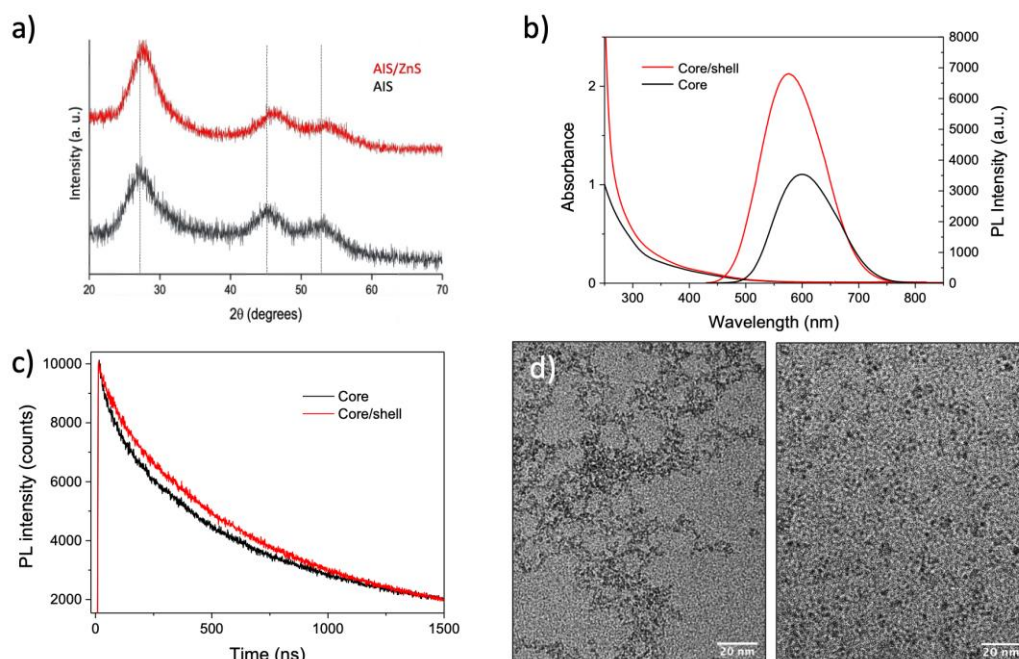 a)
AIS/ZnS
AIS
Intensity (a. u.)
20 30 40 50 60 70
2θ (degrees)
b)
Core/shell
Core
Absorbance
2
1
0
PL Intensity (a.u.)
8000
7000
6000
5000
4000
3000
2000
1000
0
300 400 500 600 700 800
Wavelength (nm)
c)
Core
Core/shell
PL intensity (counts)
10000
8000
6000
4000
2000
0 500 1000 1500
Time (ns)
d)
20 nm
20 nm